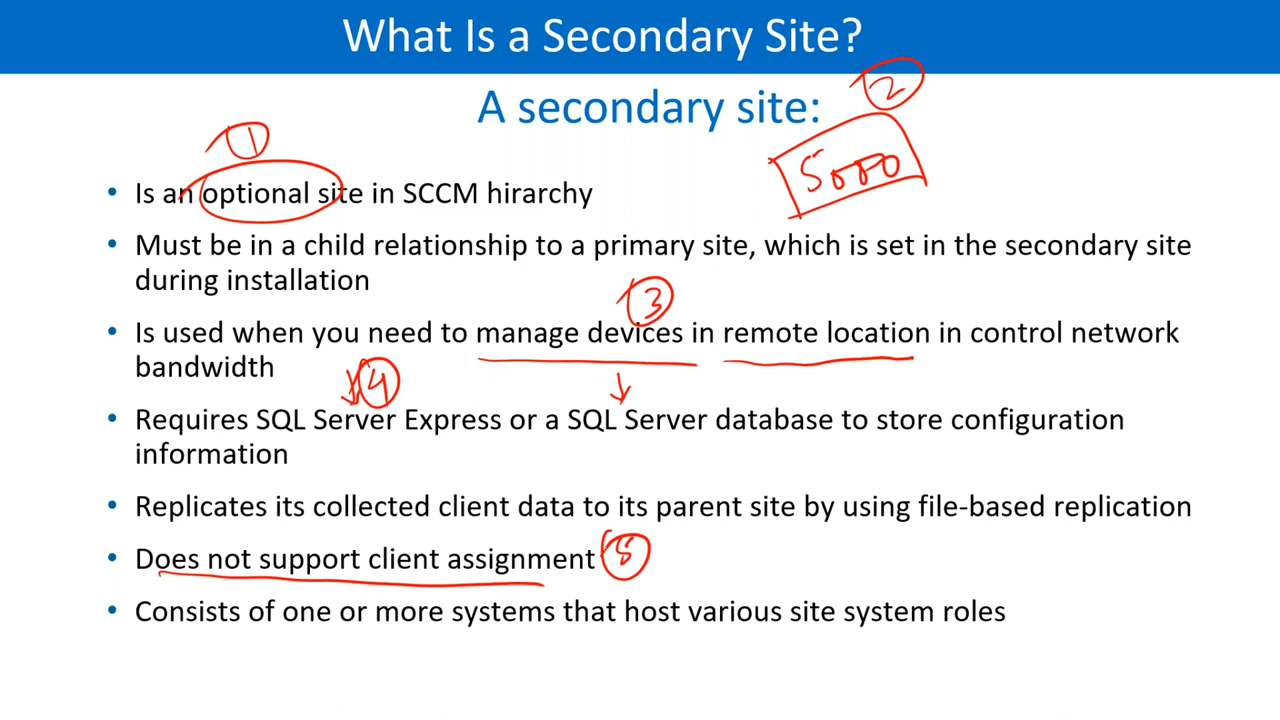 What Is a Secondary Site?
2
A secondary site:
1
5000
• Is an optional site in SCCM hirarchy
• Must be in a child relationship to a primary site, which is set in the secondary site
during installation
3
• Is used when you need to manage devices in remote location in control network
bandwidth
4
• Requires SQL Server Express or a SQL Server database to store configuration
information
• Replicates its collected client data to its parent site by using file-based replication
• Does not support client assignment 5
• Consists of one or more systems that host various site system roles